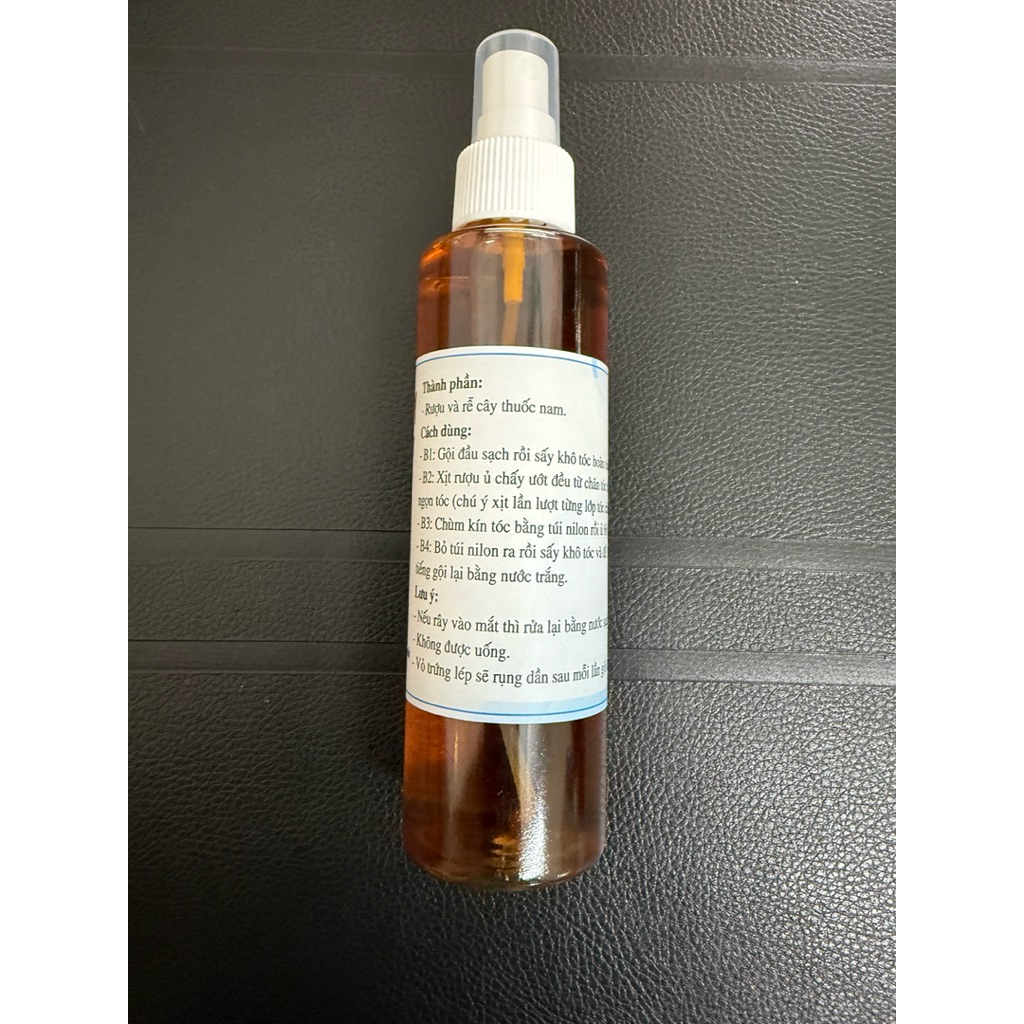 Thành phần:
- Rượu và rễ cây thuốc nam.
Cách dùng:
- B1: Gội đầu sạch rồi sấy khô tóc hoàn
- B2: Xịt rượu ủ chấy ướt đều từ chân tóc
ngọn tóc (chú ý xịt lần lượt từng lớp tóc
- B3: Chùm kín tóc bằng túi nilon rồi ủ
- B4: Bỏ túi nilon ra rồi sấy khô tóc và để
tiếng gội lại bằng nước trắng.
Lưu ý:
- Nếu rây vào mắt thì rửa lại bằng nước
- Không được uống.
- Vỏ trứng lép sẽ rụng dần sau mỗi lần